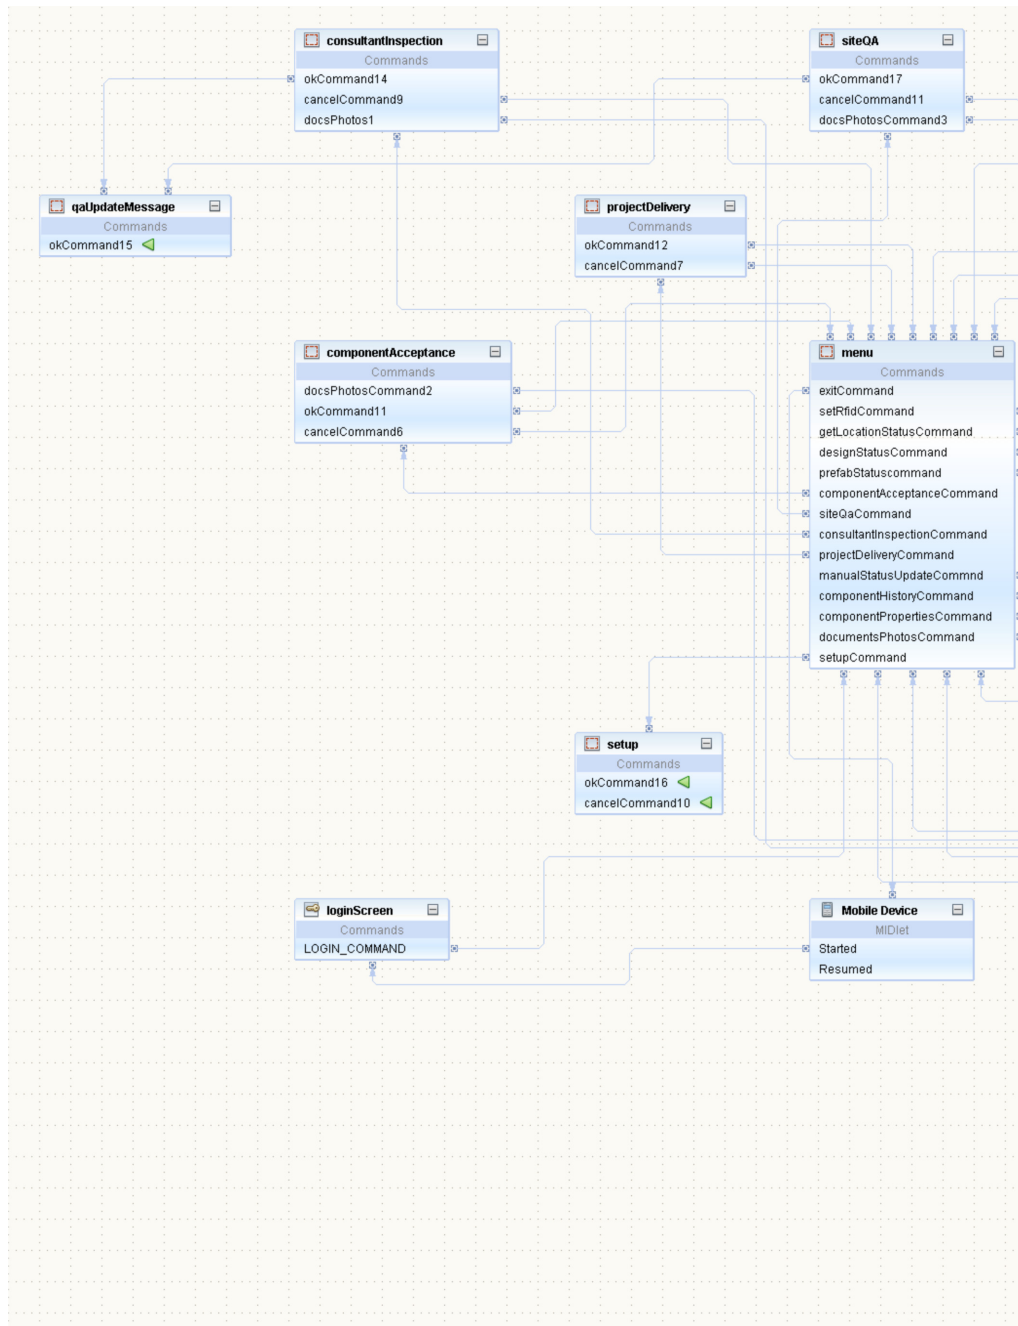 consultantInspection
Commands
okCommand14
cancelCommand9
docsPhotos1
siteQA
Commands
okCommand17
cancelCommand11
docsPhotosCommand3
qaUpdateMessage
Commands
okCommand15
projectDelivery
Commands
okCommand12
cancelCommand7
componentAcceptance
Commands
docsPhotosCommand2
okCommand11
cancelCommand6
menu
Commands
exitCommand
setRfidCommand
getLocationStatusCommand
designStatusCommand
prefabStatuscommand
componentAcceptanceCommand
siteQaCommand
consultantInspectionCommand
projectDeliveryCommand
manualStatusUpdateCommnd
componentHistoryCommand
componentPropertiesCommand
documentsPhotosCommand
setupCommand
setup
Commands
okCommand16
cancelCommand10
loginScreen
Commands
LOGIN_COMMAND
Mobile Device
MIDlet
Started
Resumed